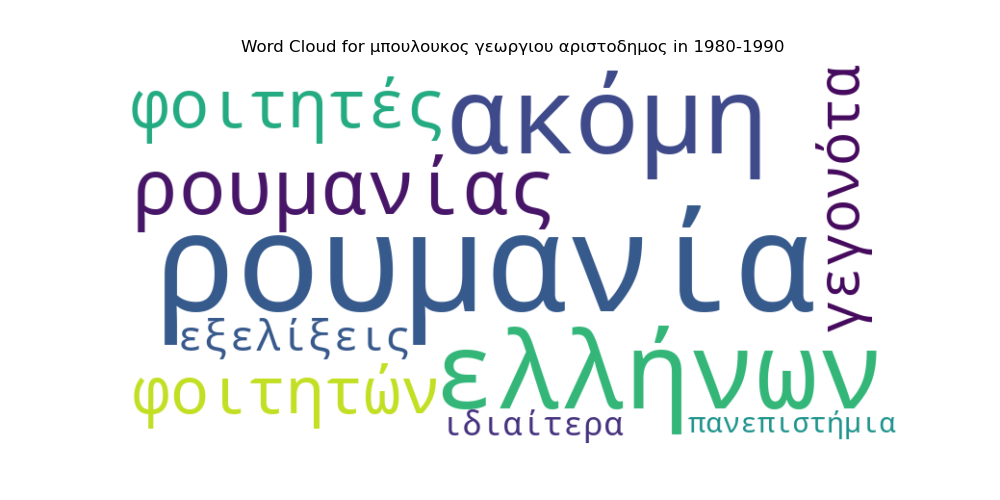 Word Cloud for μπουλουκος γεωργιου αριστοδημος in 1980-1990
φοιτητές
ακόμη
γεγονότα
ρουμανίας
ρουμανία
εξελίξεις
ελλήνων
φοιτητών
ιδιαίτερα
πανεπιστήμια